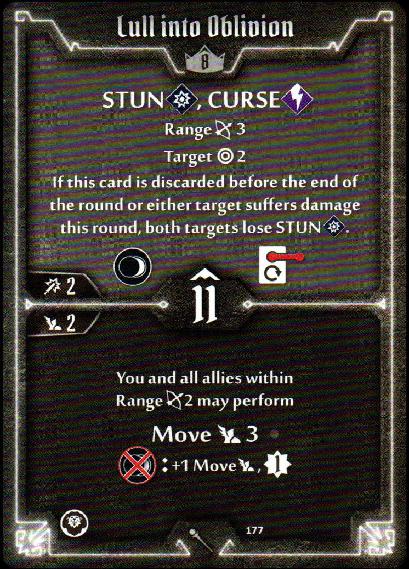 Lull into Oblivion
8
STUN, CURSE
Range 3
Target 2
If this card is discarded before the end of
the round or either target suffers damage
this round, both targets lose STUN.
2
11
2
You and all allies within
Range 2 may perform
Move 3
: +1 Move, 1
177